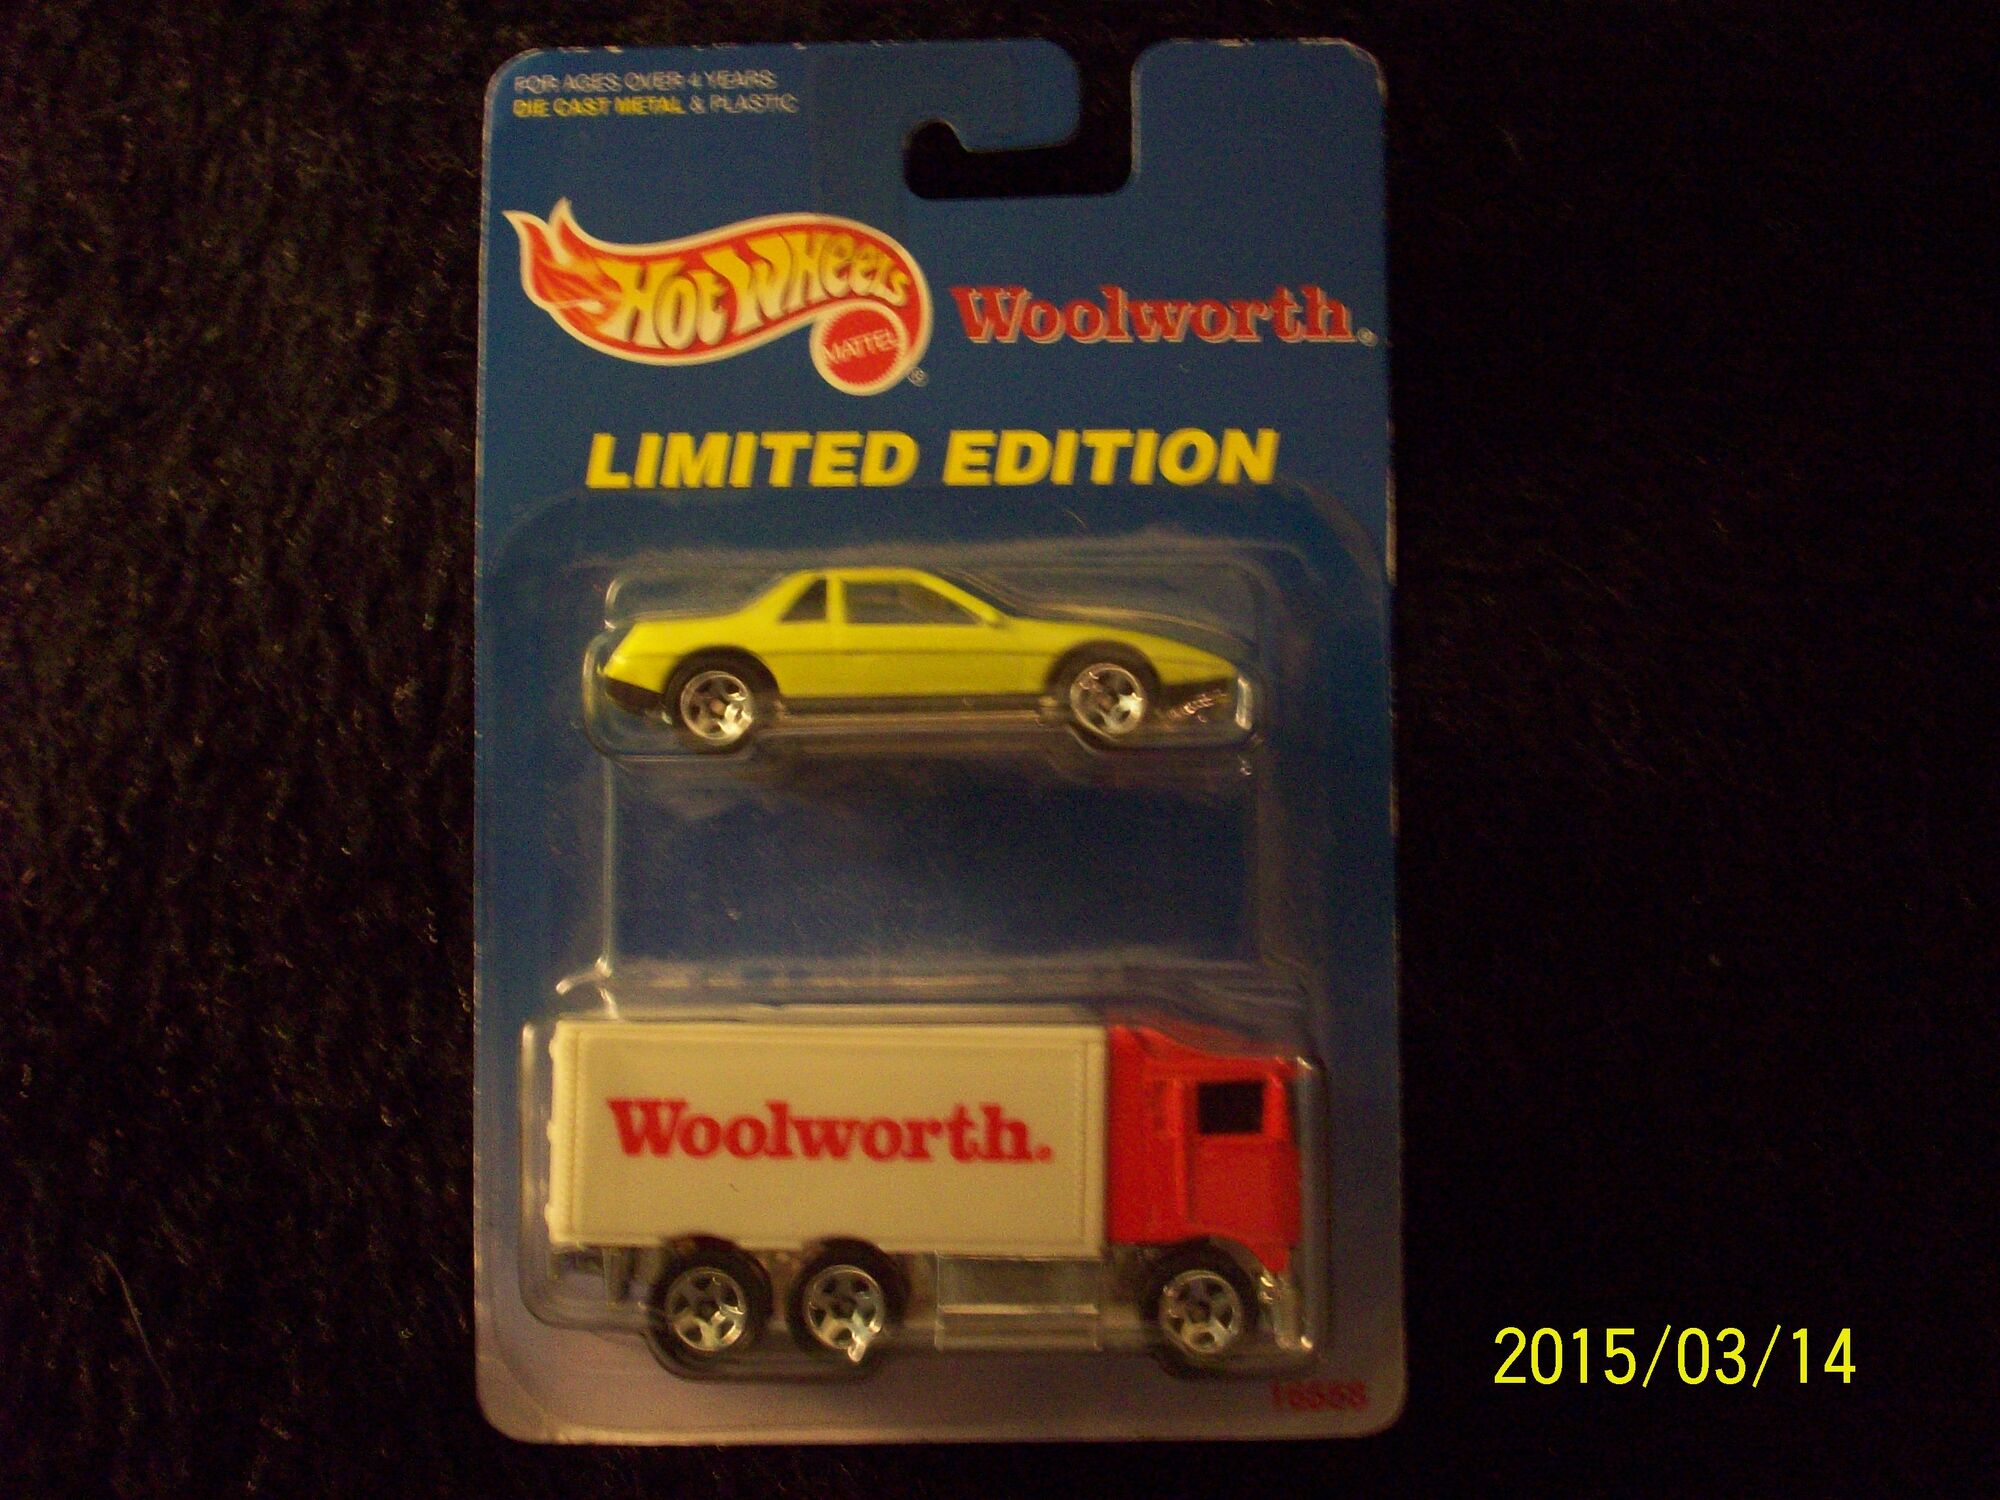 FOR AGES OVER 4 YEARS
DIE CAST METAL & PLASTIC
HOT WHEELS
MATTEL
®
Woolworth®
LIMITED EDITION
Woolworth.
2015/03/14